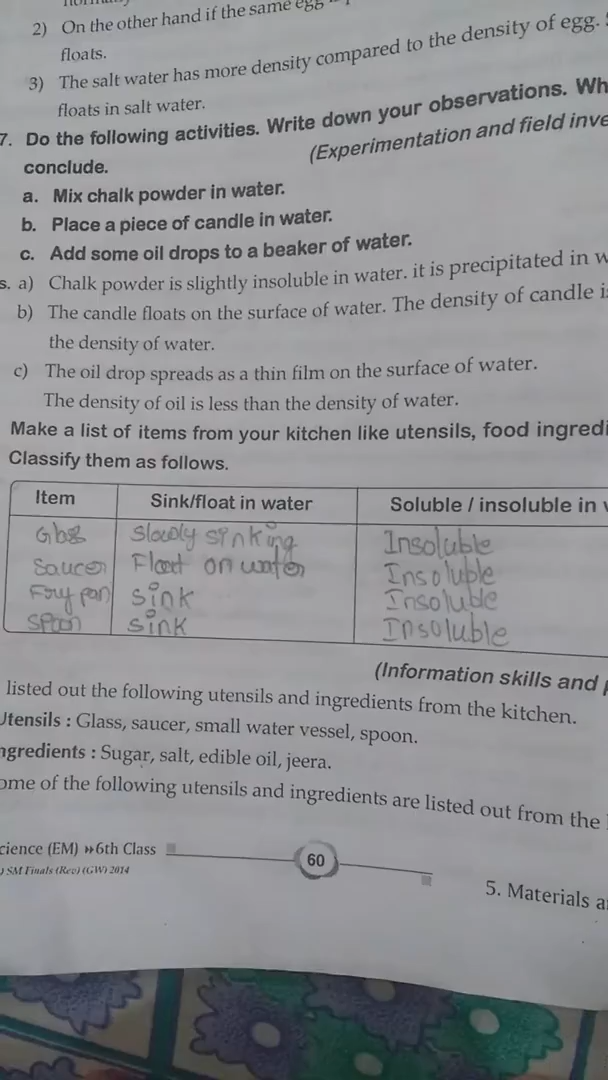 2) On the other hand if the same egg
floats.
3) The salt water has more density compared to the density of egg.
floats in salt water.
7. Do the following activities. Write down your observations. Wh
conclude.
(Experimentation and field inve
a. Mix chalk powder in water.
b. Place a piece of candle in water.
c. Add some oil drops to a beaker of water.
s. a) Chalk powder is slightly insoluble in water. it is precipitated in w
b) The candle floats on the surface of water. The density of candle is
the density of water.
c) The oil drop spreads as a thin film on the surface of water.
The density of oil is less than the density of water.
Make a list of items from your kitchen like utensils, food ingredi
Classify them as follows.
Item Sink/float in water Soluble / insoluble in w
Glass Slowly sinking Insoluble
Saucer Float on water Insoluble
Fry pan sink Insoluble
Spoon sink Insoluble
(Information skills and p
listed out the following utensils and ingredients from the kitchen.
Utensils : Glass, saucer, small water vessel, spoon.
ngredients : Sugar, salt, edible oil, jeera.
ome of the following utensils and ingredients are listed out from the
cience (EM) »6th Class
SM Finals (Rev) (GW) 2014
60
5. Materials a